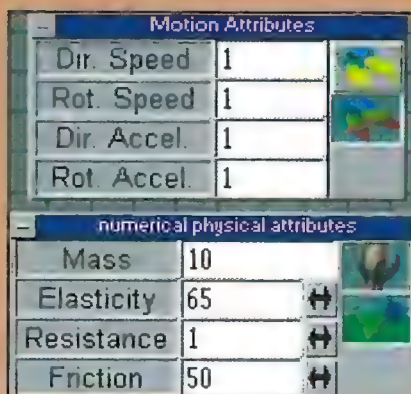 Motion Attributes
Dir. Speed 1
Rot. Speed 1
Dir. Accel. 1
Rot. Accel. 1
numerical physical attributes
Mass 10
Elasticity 65
Resistance 1
Friction 50